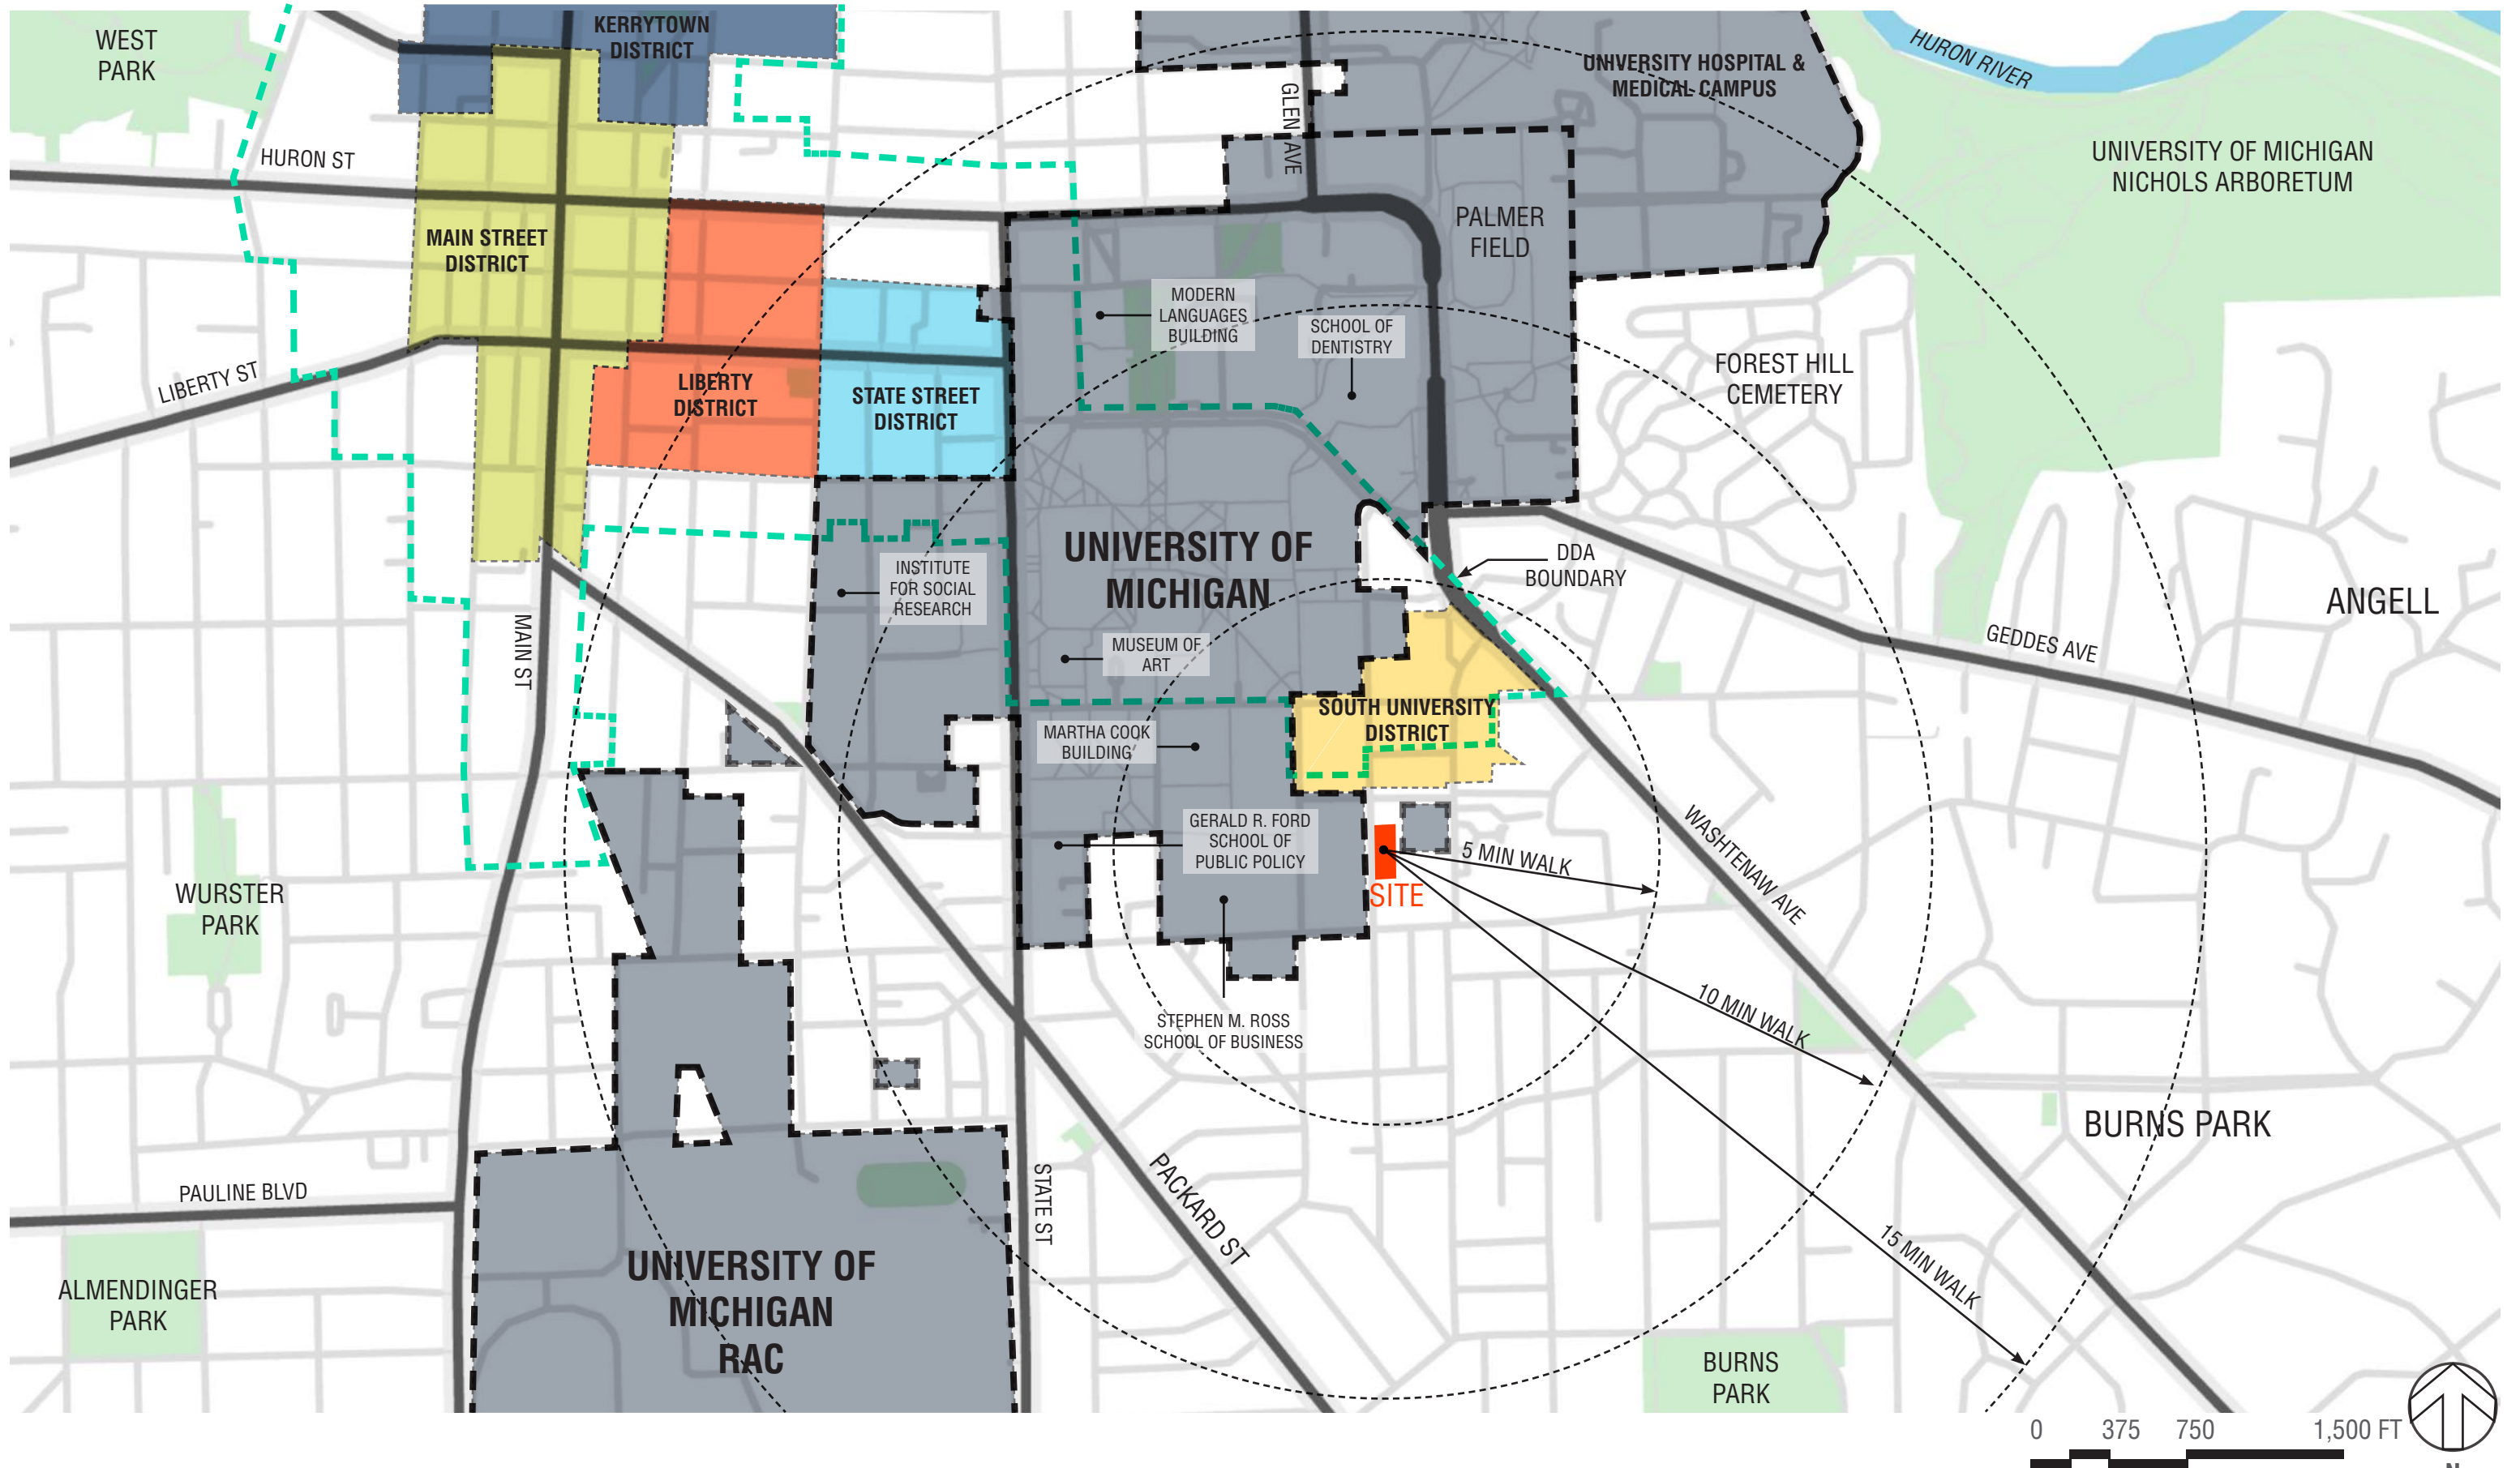 WEST
PARK
KERRYTOWN
DISTRICT
UNIVERSITY HOSPITAL &
MEDICAL CAMPUS
HURON RIVER
GLEN AVE
HURON ST
UNIVERSITY OF MICHIGAN
NICHOLS ARBORETUM
PALMER
FIELD
MAIN STREET
DISTRICT
MODERN
LANGUAGES
BUILDING
SCHOOL OF
DENTISTRY
FOREST HILL
CEMETERY
LIBERTY ST
LIBERTY
DISTRICT
STATE STREET
DISTRICT
UNIVERSITY OF
MICHIGAN
DDA
BOUNDARY
INSTITUTE
FOR SOCIAL
RESEARCH
ANGELL
MAIN ST
MUSEUM OF
ART
GEDDES AVE
SOUTH UNIVERSITY
DISTRICT
MARTHA COOK
BUILDING
GERALD R. FORD
SCHOOL OF
PUBLIC POLICY
WASHTENAW AVE
5 MIN WALK
SITE
WURSTER
PARK
10 MIN WALK
STEPHEN M. ROSS
SCHOOL OF BUSINESS
BURNS PARK
PAULINE BLVD
STATE ST
PACKARD ST
15 MIN WALK
UNIVERSITY OF
MICHIGAN
RAC
ALMENDINGER
PARK
BURNS
PARK
0 375 750 1,500 FT
N